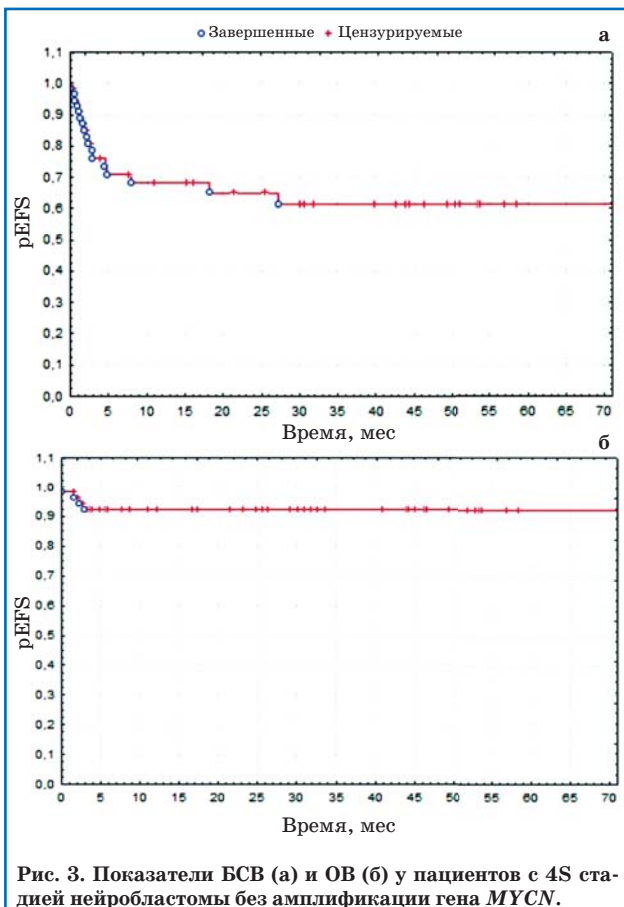 Завершенные Цензурируемые
а
1,1
1,0
0,9
0,8
0,7
0,6
0,5
0,4
0,3
0,2
0,1
0,0
pEFS
0 5 10 15 20 25 30 35 40 45 50 55 60 65 70
Время, мес
б
1,1
1,0
0,9
0,8
0,7
0,6
0,5
0,4
0,3
0,2
0,1
0,0
pEFS
0 5 10 15 20 25 30 35 40 45 50 55 60 65 70
Время, мес
Рис. 3. Показатели БСВ (а) и ОВ (б) у пациентов с 4S ста-
дией нейробластомы без амплификации гена MYCN.